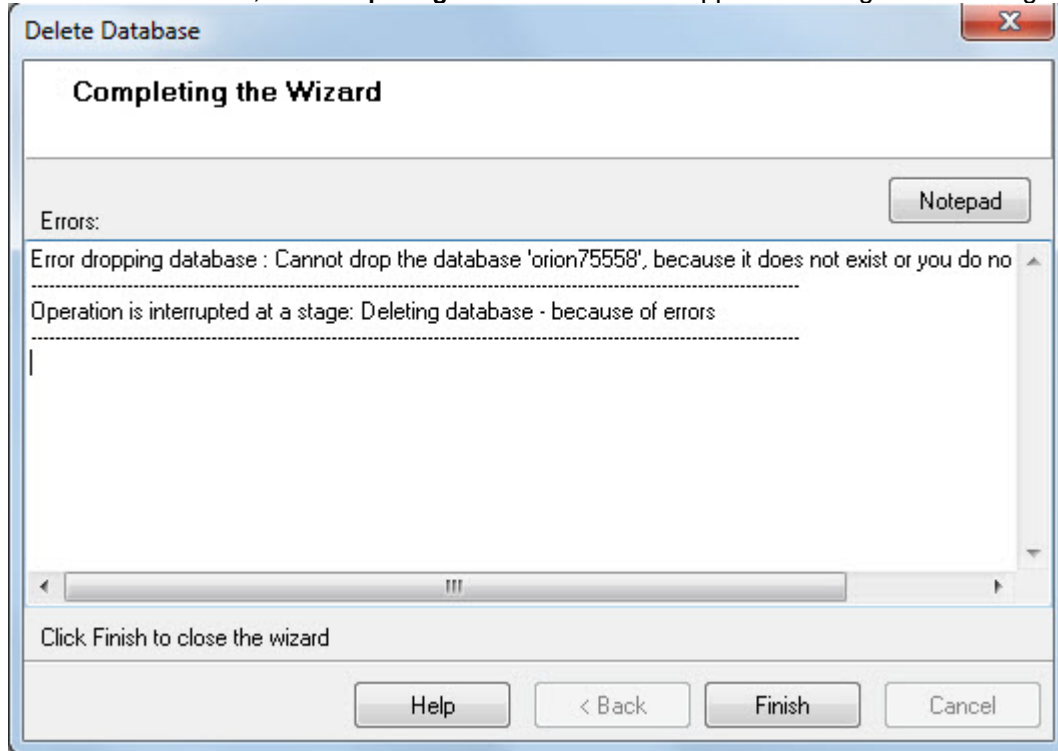 Delete Database
Completing the Wizard
Notepad
Errors:
Error dropping database : Cannot drop the database 'orion75558', because it does not exist or you do no
Operation is interrupted at a stage: Deleting database - because of errors
Click Finish to close the wizard
Help < Back Finish Cancel